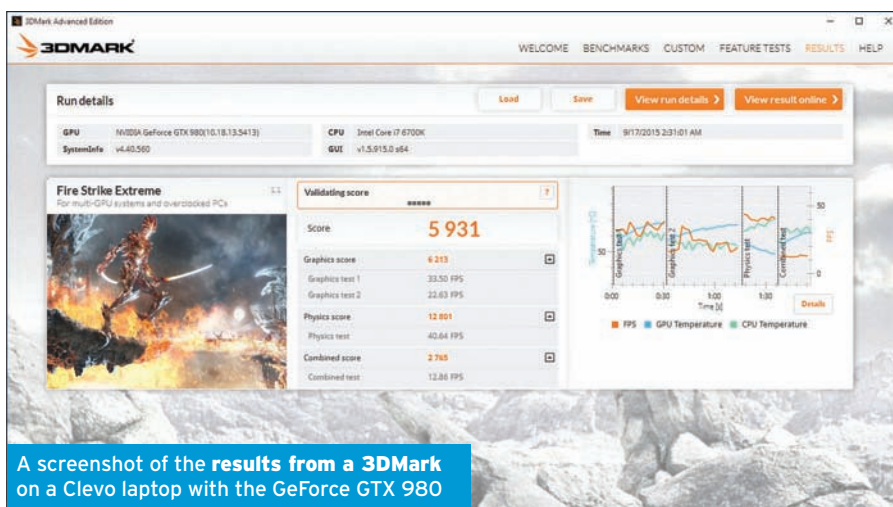 3DMark Advanced Edition
3DMARK
WELCOME BENCHMARKS CUSTOM FEATURE TESTS RESULTS HELP
Run details
Load Save View run details View result online
GPU NVIDIA GeForce GTX 980(10.18.13.5413) CPU Intel Core i7 6700K Time 9/17/2015 2:31:01 AM
SystemInfo v4.40.560 GUI v1.5.915.0 x64
Fire Strike Extreme
For multi-GPU systems and overclocked PCs
Validating score ?
Score 5 931
Graphics score 6 213
Graphics test 1 33.50 FPS
Graphics test 2 22.63 FPS
Physics score 12 801
Physics test 40.64 FPS
Combined score 2 765
Combined test 12.86 FPS
Temperature [°C]
50
Graphics test 1
Graphics test 2
Physics test
Combined test
50
FPS
0
0:00 0:30 1:00 1:30
Time [s]
Details
FPS GPU Temperature CPU Temperature
A screenshot of the results from a 3DMark
on a Clevo laptop with the GeForce GTX 980